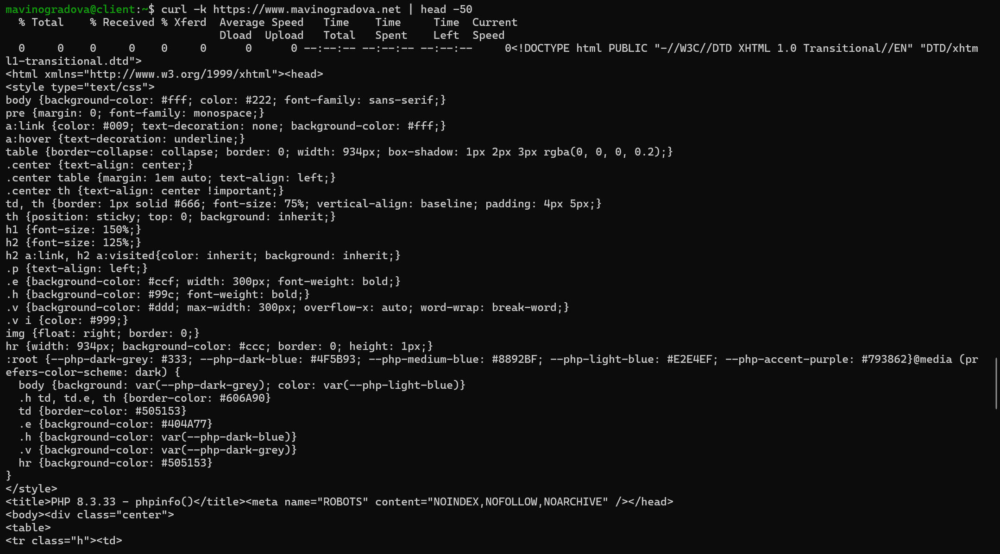 mavinogradova@client:~$ curl -k https://www.mavinogradova.net | head -50
  % Total    % Received % Xferd  Average Speed   Time    Time     Time  Current
                                 Dload  Upload   Total   Spent    Left  Speed
  0     0    0     0    0     0      0      0 --:--:-- --:--:-- --:--:--     0<!DOCTYPE html PUBLIC "-//W3C//DTD XHTML 1.0 Transitional//EN" "DTD/xhtm
l1-transitional.dtd">
<html xmlns="http://www.w3.org/1999/xhtml"><head>
<style type="text/css">
body {background-color: #fff; color: #222; font-family: sans-serif;}
pre {margin: 0; font-family: monospace;}
a:link {color: #009; text-decoration: none; background-color: #fff;}
a:hover {text-decoration: underline;}
table {border-collapse: collapse; border: 0; width: 934px; box-shadow: 1px 2px 3px rgba(0, 0, 0, 0.2);}
.center {text-align: center;}
.center table {margin: 1em auto; text-align: left;}
.center th {text-align: center !important;}
td, th {border: 1px solid #666; font-size: 75%; vertical-align: baseline; padding: 4px 5px;}
th {position: sticky; top: 0; background: inherit;}
h1 {font-size: 150%;}
h2 {font-size: 125%;}
h2 a:link, h2 a:visited{color: inherit; background: inherit;}
.p {text-align: left;}
.e {background-color: #ccf; width: 300px; font-weight: bold;}
.h {background-color: #99c; font-weight: bold;}
.v {background-color: #ddd; max-width: 300px; overflow-x: auto; word-wrap: break-word;}
.v i {color: #999;}
img {float: right; border: 0;}
hr {width: 934px; background-color: #ccc; border: 0; height: 1px;}
:root {--php-dark-grey: #333; --php-dark-blue: #4F5B93; --php-medium-blue: #8892BF; --php-light-blue: #E2E4EF; --php-accent-purple: #793862}@media (pr
efers-color-scheme: dark) {
  body {background: var(--php-dark-grey); color: var(--php-light-blue)}
  .h td, td.e, th {border-color: #606A90}
  td {border-color: #505153}
  .e {background-color: #404A77}
  .h {background-color: var(--php-dark-blue)}
  .v {background-color: var(--php-dark-grey)}
  hr {background-color: #505153}
}
</style>
<title>PHP 8.3.33 - phpinfo()</title><meta name="ROBOTS" content="NOINDEX,NOFOLLOW,NOARCHIVE" /></head>
<body><div class="center">
<table>
<tr class="h"><td>